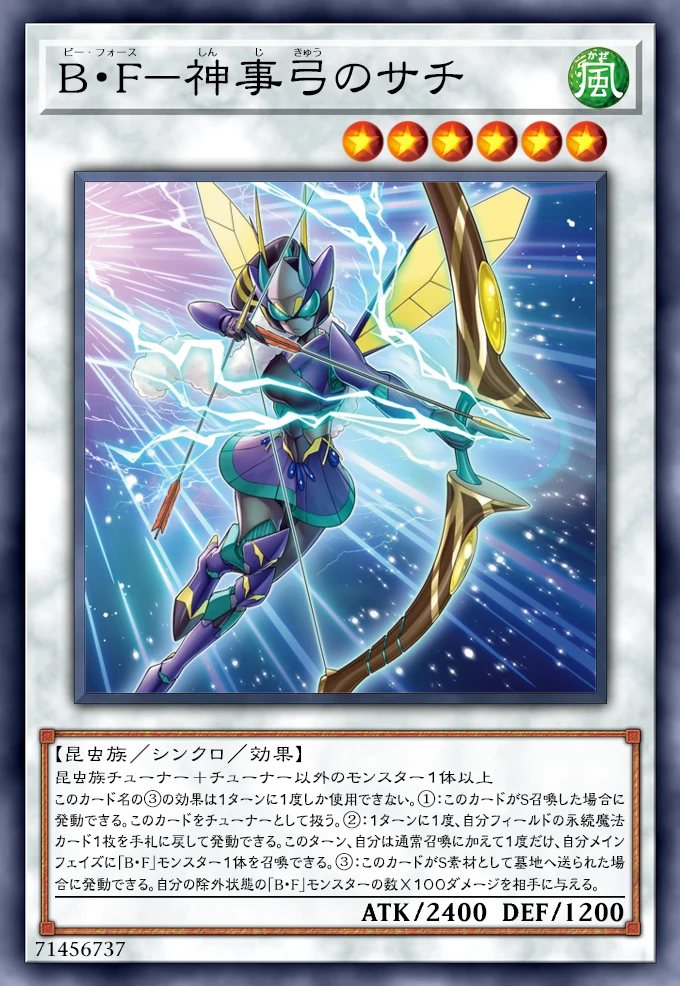 ビー・フォース しん じ きゅう
B・F－神事弓のサチ
かぜ
風
【昆虫族／シンクロ／効果】
昆虫族チューナー＋チューナー以外のモンスター1体以上
このカード名の③の効果は1ターンに1度しか使用できない。①：このカードがS召喚した場合に
発動できる。このカードをチューナーとして扱う。②：1ターンに1度、自分フィールドの永続魔法
カード1枚を手札に戻して発動できる。このターン、自分は通常召喚に加えて1度だけ、自分メイン
フェイズに「B・F」モンスター1体を召喚できる。③：このカードがS素材として墓地へ送られた場
合に発動できる。自分の除外状態の「B・F」モンスターの数×100ダメージを相手に与える。
ATK/2400 DEF/1200
71456737